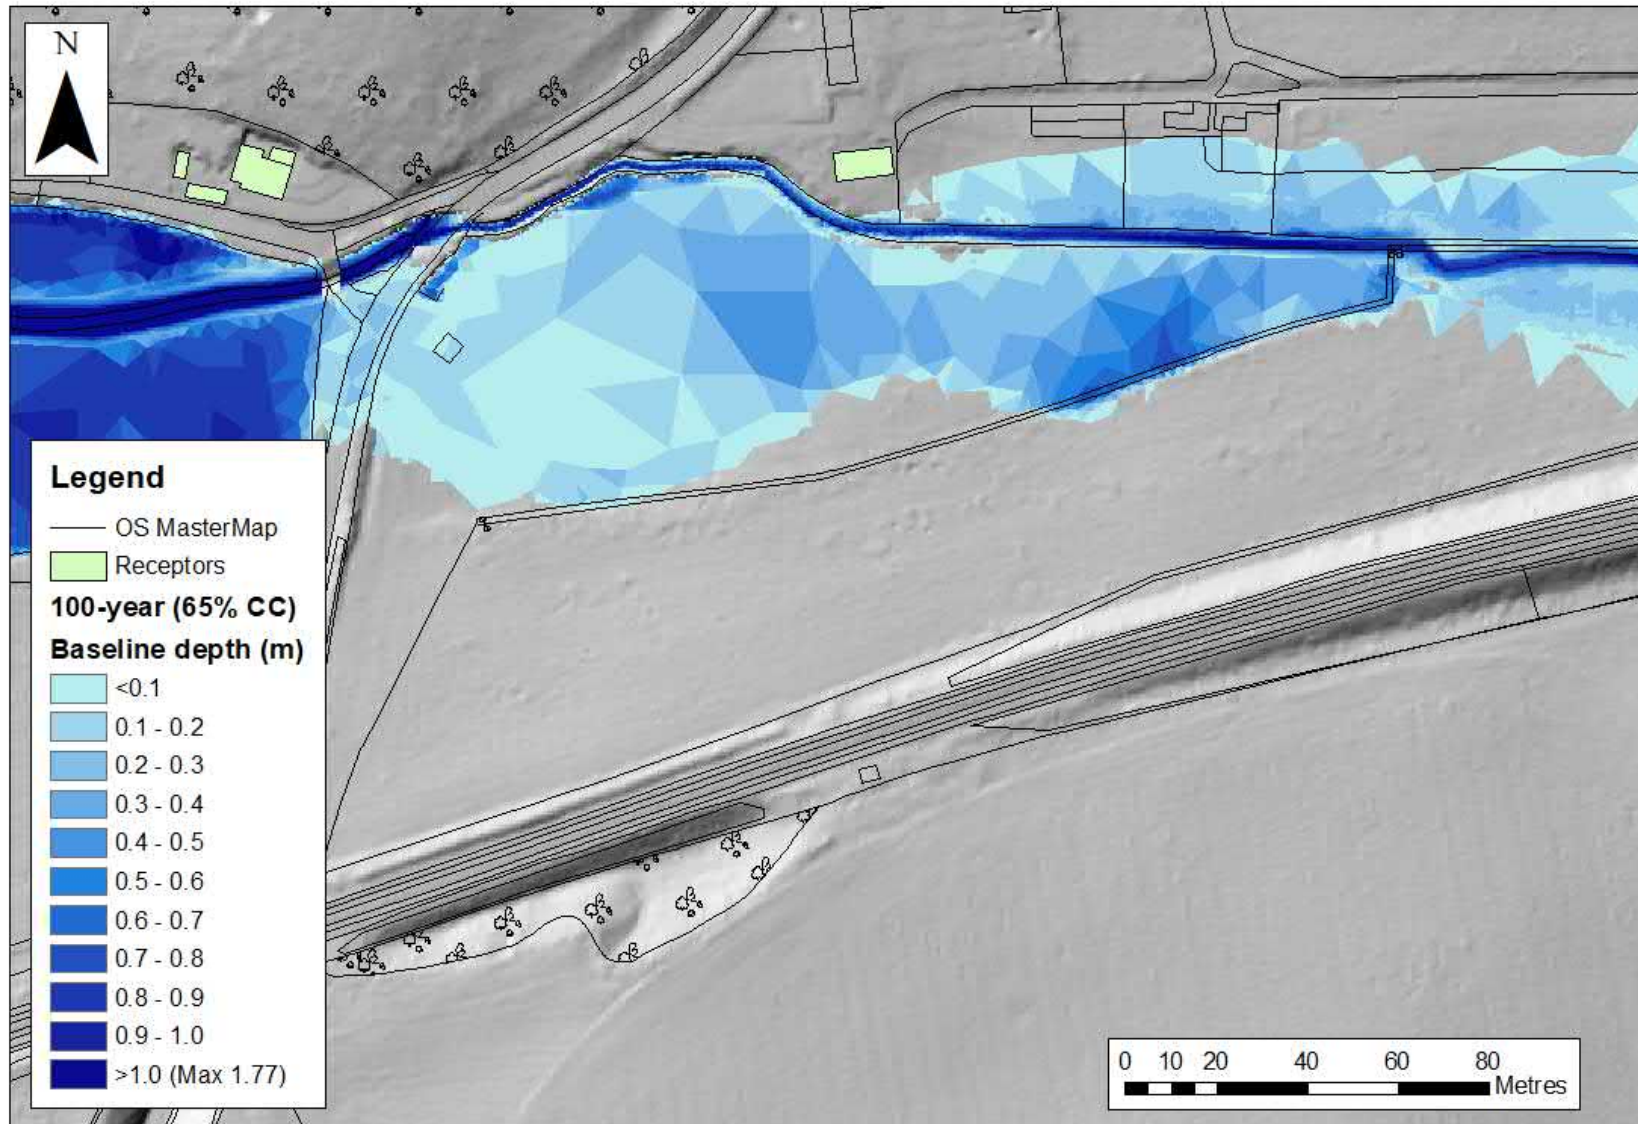 N
Legend
OS MasterMap
Receptors
100-year (65% CC)
Baseline depth (m)
<0.1
0.1 - 0.2
0.2 - 0.3
0.3 - 0.4
0.4 - 0.5
0.5 - 0.6
0.6 - 0.7
0.7 - 0.8
0.8 - 0.9
0.9 - 1.0
>1.0 (Max 1.77)
0 10 20 40 60 80
Metres